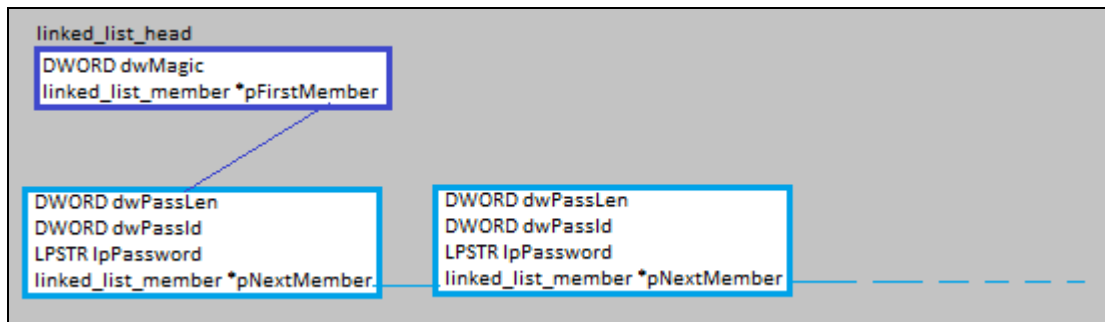 linked_list_head
DWORD dwMagic
linked_list_member *pFirstMember
DWORD dwPassLen
DWORD dwPassId
LPSTR lpPassword
linked_list_member *pNextMember
DWORD dwPassLen
DWORD dwPassId
LPSTR lpPassword
linked_list_member *pNextMember